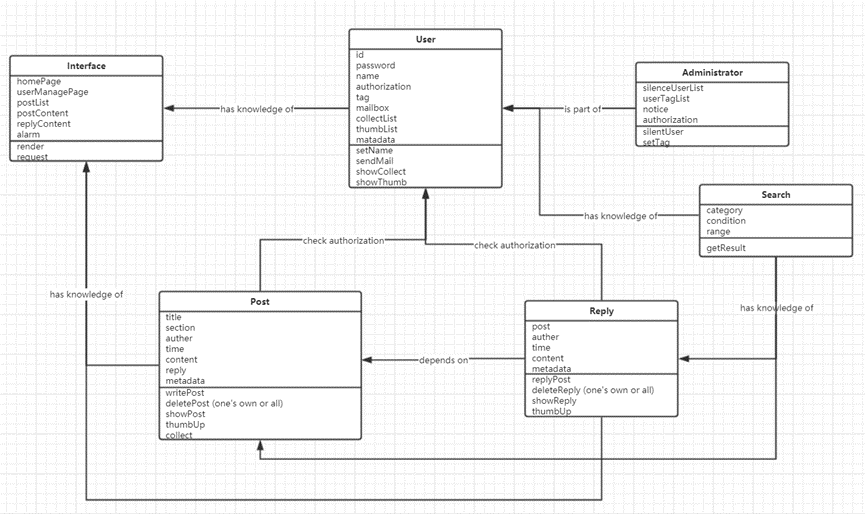 User
id
password
name
authorization
tag
mailbox
collectList
thumbList
matadata
setName
sendMail
showCollect
showThumb
Interface
homePage
userManagePage
postList
postContent
replyContent
alarm
render
request
Administrator
silenceUserList
userTagList
notice
authorization
silentUser
setTag
has knowledge of
is part of
Search
category
condition
range
getResult
has knowledge of
check authorization
check authorization
has knowledge of
has knowledge of
Post
title
section
auther
time
content
reply
metadata
writePost
deletePost (one's own or all)
showPost
thumbUp
collect
depends on
Reply
post
auther
time
content
metadata
replyPost
deleteReply (one's own or all)
showReply
thumbUp